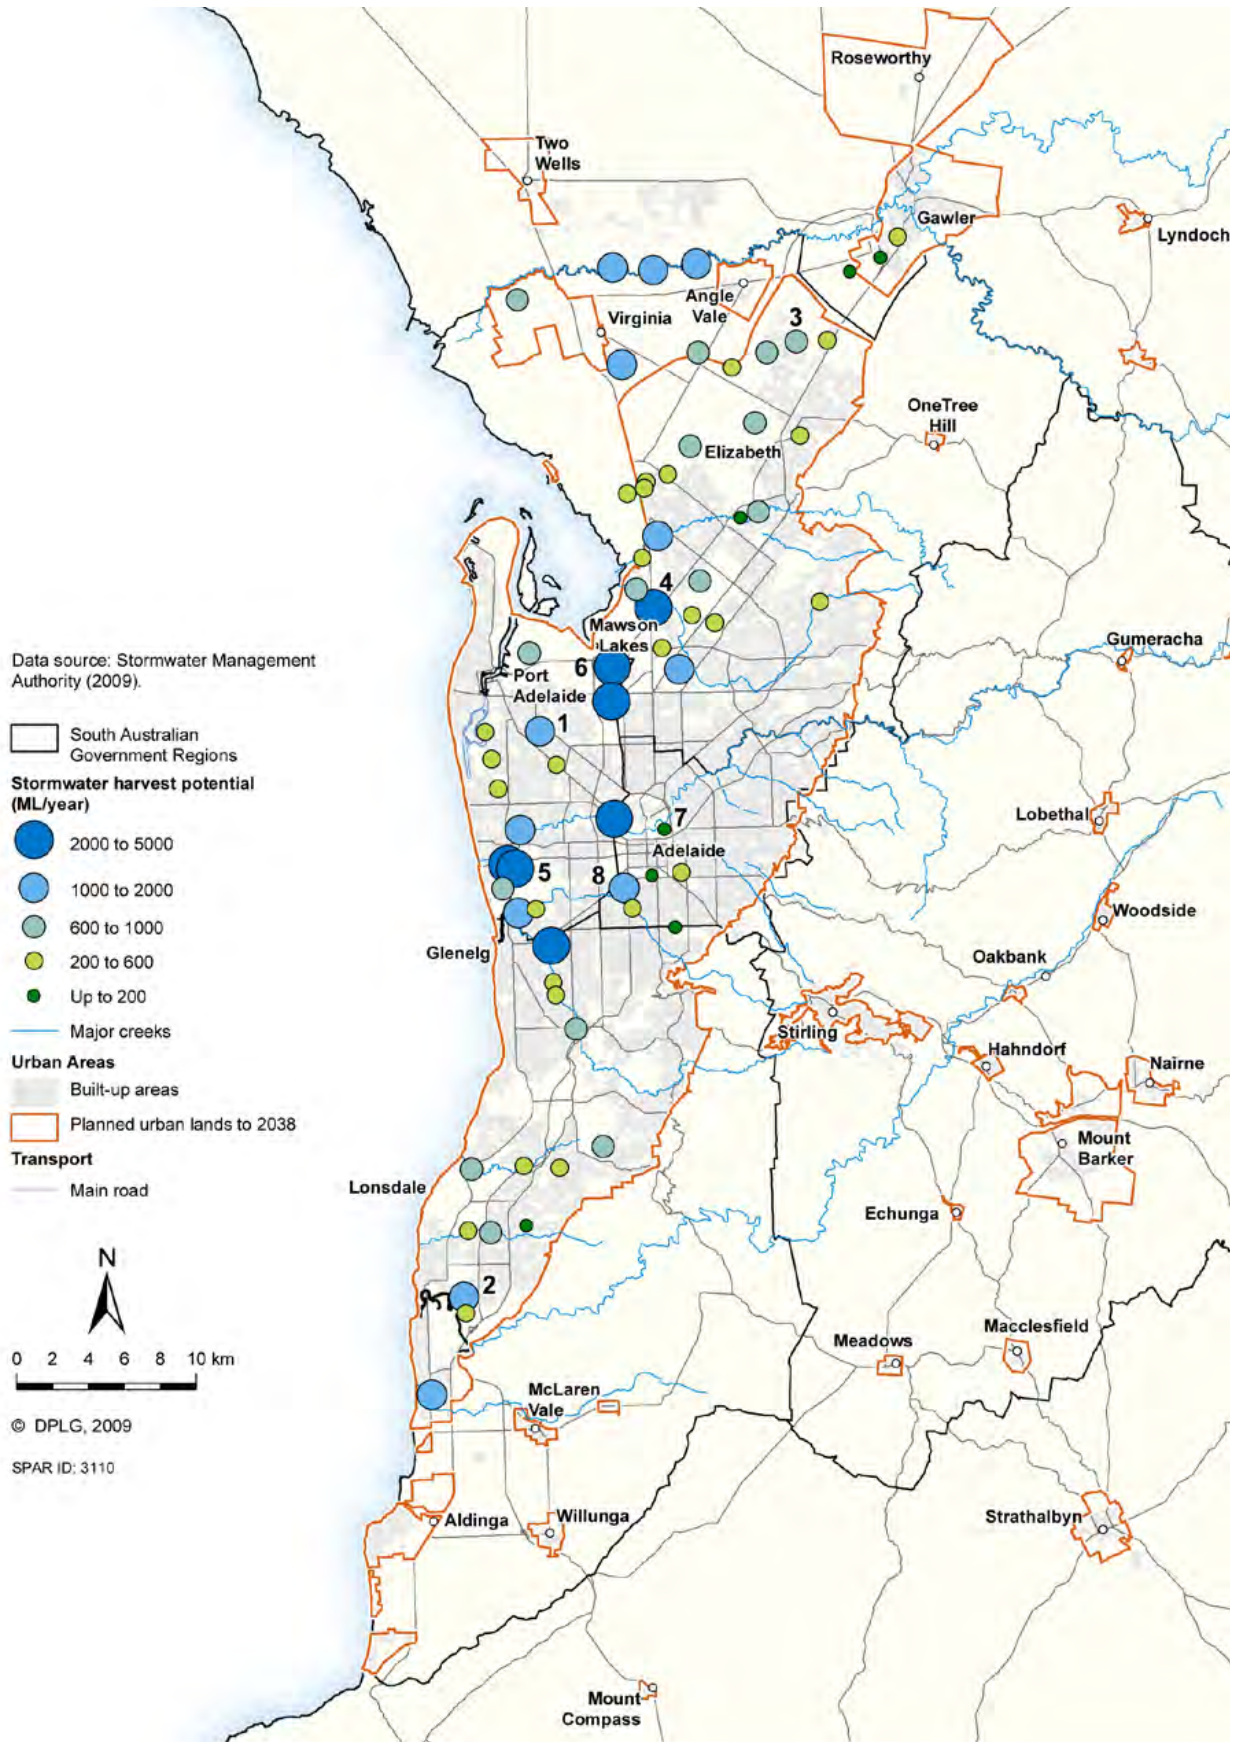 Roseworthy
Two
Wells
Gawler
Lyndoch
Angle
Vale
Virginia
3
OneTree
Hill
Elizabeth
4
Mawson
Lakes
Gumeracha
6
Port
Adelaide
1
Lobethal
7
Adelaide
5
8
Woodside
Glenelg
Oakbank
Stirling
Hahndorf
Nairne
Mount
Barker
Lonsdale
Echunga
2
Meadows
Macclesfield
McLaren
Vale
Aldinga
Willunga
Strathalbyn
Mount
Compass
Data source: Stormwater Management
Authority (2009).
South Australian
Government Regions
Stormwater harvest potential
(ML/year)
2000 to 5000
1000 to 2000
600 to 1000
200 to 600
Up to 200
Major creeks
Urban Areas
Built-up areas
Planned urban lands to 2038
Transport
Main road
N
0 2 4 6 8 10 km
© DPLG, 2009
SPAR ID: 3110